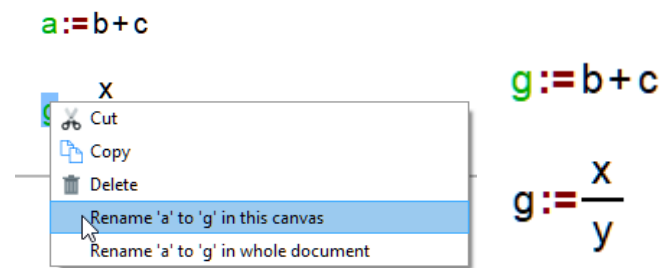 a:=b+c
g x
Cut
Copy
Delete
Rename 'a' to 'g' in this canvas
Rename 'a' to 'g' in whole document
g:=b+c
g:=x/y